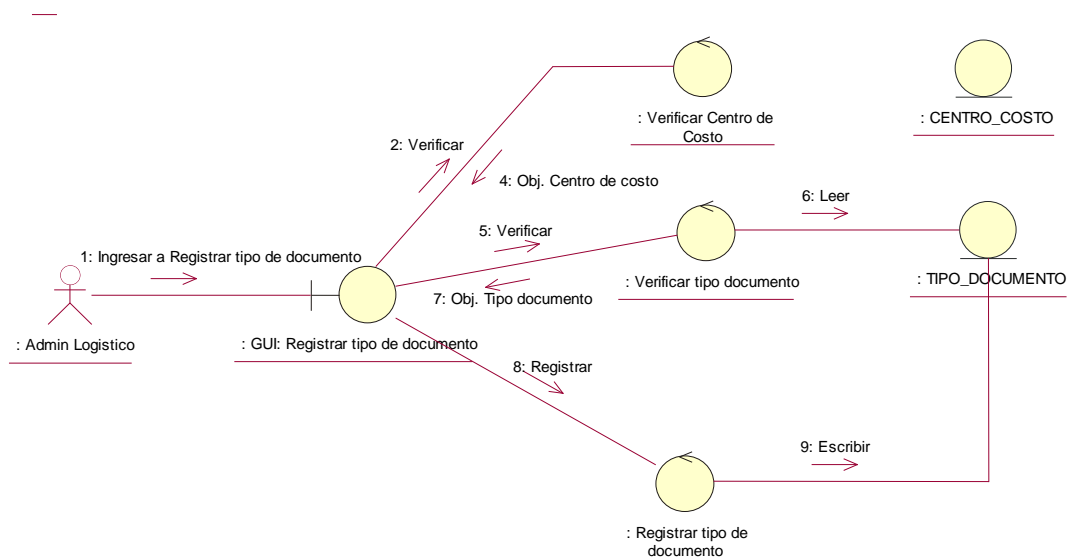 : Verificar Centro de
Costo
: CENTRO_COSTO
2: Verificar
4: Obj. Centro de costo
6: Leer
5: Verificar
1: Ingresar a Registrar tipo de documento
: Verificar tipo documento
: TIPO_DOCUMENTO
7: Obj. Tipo documento
: Admin Logistico
: GUI: Registrar tipo de documento
8: Registrar
9: Escribir
: Registrar tipo de
documento